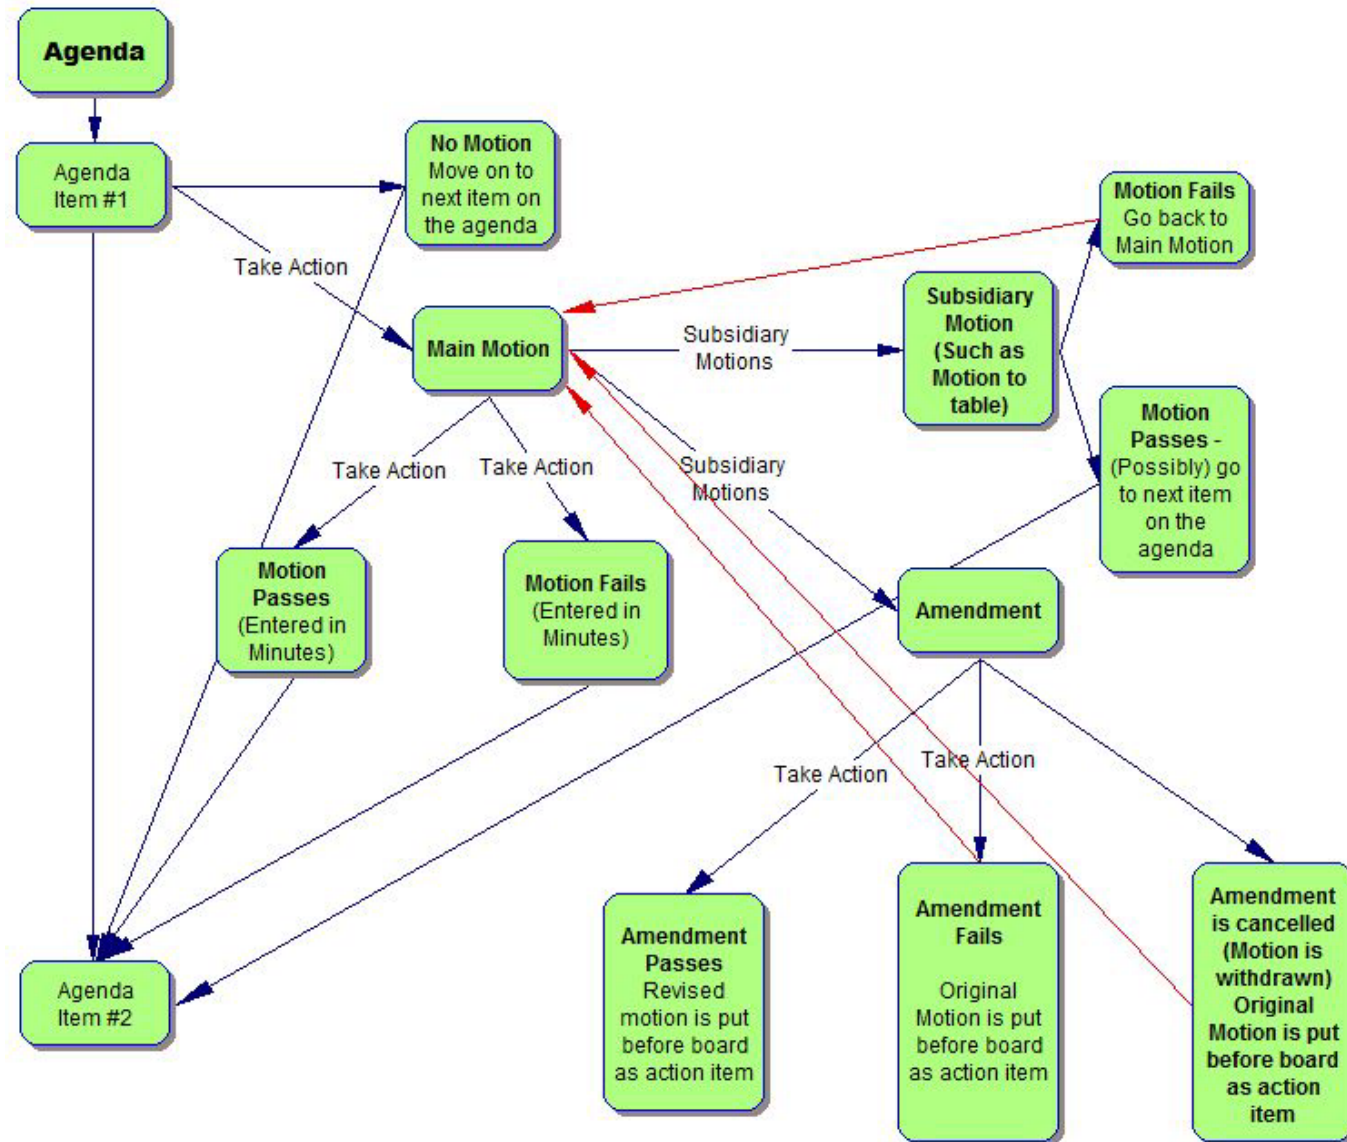 Agenda
Agenda
Item #1
No Motion
Move on to
next item on
the agenda
Take Action
Motion Fails
Go back to
Main Motion
Main Motion
Subsidiary
Motions
Subsidiary
Motion
(Such as
Motion to
table)
Motion
Passes -
(Possibly) go
to next item
on the
agenda
Take Action
Take Action
Subsidiary
Motions
Motion
Passes
(Entered in
Minutes)
Motion Fails
(Entered in
Minutes)
Amendment
Take Action
Take Action
Agenda
Item #2
Amendment
Passes
Revised
motion is put
before board
as action item
Amendment
Fails
Original
Motion is put
before board
as action item
Amendment
is cancelled
(Motion is
withdrawn)
Original
Motion is put
before board
as action
item